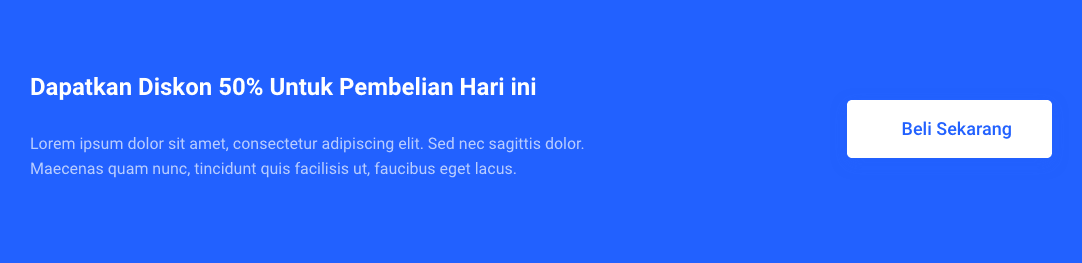 Dapatkan Diskon 50% Untuk Pembelian Hari ini
Lorem ipsum dolor sit amet, consectetur adipiscing elit. Sed nec sagittis dolor.
Maecenas quam nunc, tincidunt quis facilisis ut, faucibus eget lacus.
Beli Sekarang